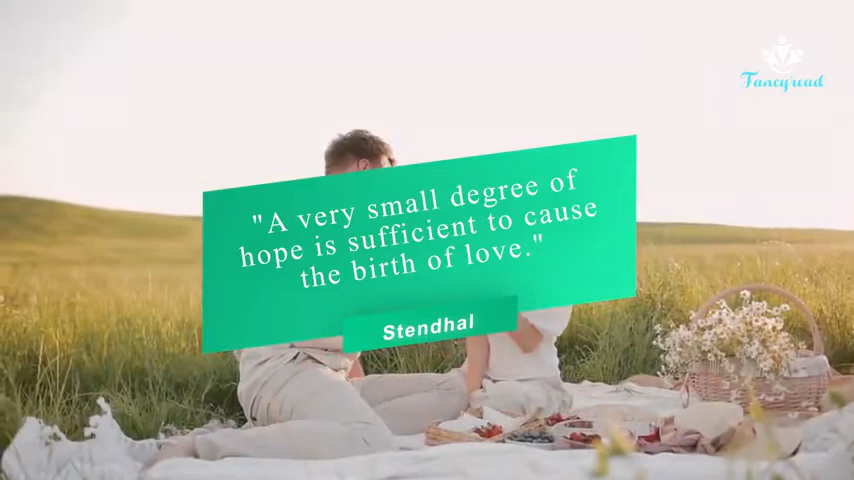 Fancyread
"A very small degree of
hope is sufficient to cause
the birth of love."
Stendhal